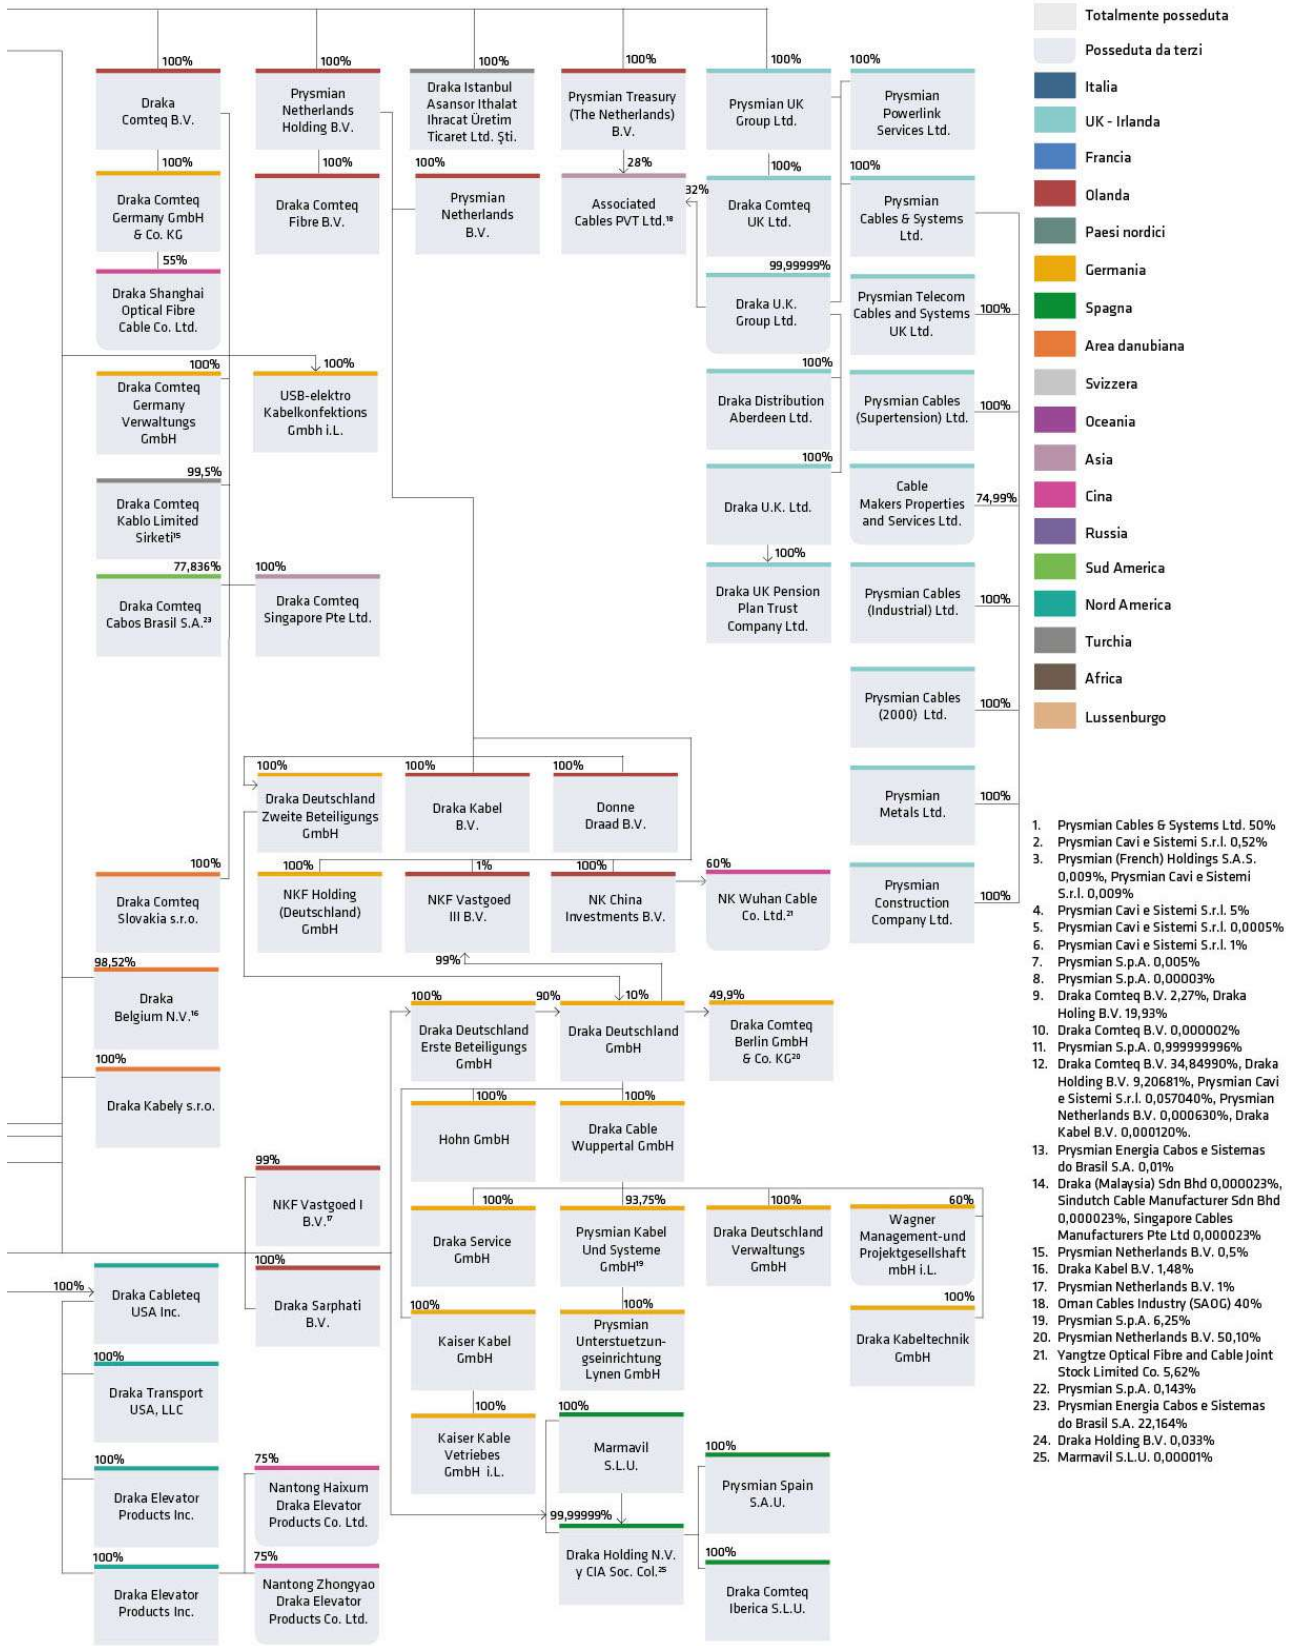 100%
Draka
Comteq B.V.
100%
Prysmian
Netherlands
Holding B.V.
100%
Draka Istanbul
Asansor Ithalat
Ihracat Üretim
Ticaret Ltd. Şti.
100%
Prysmian Treasury
(The Netherlands)
B.V.
100%
Prysmian UK
Group Ltd.
100%
Prysmian
Powerlink
Services Ltd.
100%
Draka Comteq
Germany GmbH
& Co. KG
100%
Draka Comteq
Fibre B.V.
100%
Prysmian
Netherlands
B.V.
28%
Associated
Cables PVT Ltd.¹⁸
32%
100%
Draka Comteq
UK Ltd.
100%
Prysmian
Cables & Systems
Ltd.
55%
Draka Shanghai
Optical Fibre
Cable Co. Ltd.
99,99999%
Draka U.K.
Group Ltd.
Prysmian Telecom
Cables and Systems
UK Ltd.
100%
100%
Draka Comteq
Germany
Verwaltungs
GmbH
100%
USB-elektro
Kabelkonfektions
Gmbh i.L.
100%
Draka Distribution
Aberdeen Ltd.
Prysmian Cables
(Supertension) Ltd.
100%
99,5%
Draka Comteq
Kablo Limited
Sirketi¹⁵
100%
Draka U.K. Ltd.
Cable
Makers Properties
and Services Ltd.
74,99%
77,836%
Draka Comteq
Cabos Brasil S.A.²³
100%
Draka Comteq
Singapore Pte Ltd.
100%
Draka UK Pension
Plan Trust
Company Ltd.
Prysmian Cables
(Industrial) Ltd.
100%
Prysmian Cables
(2000) Ltd.
100%
100%
Draka Deutschland
Zweite Beteiligungs
GmbH
100%
Draka Kabel
B.V.
100%
Donne
Draad B.V.
Prysmian
Metals Ltd.
100%
100%
Draka Comteq
Slovakia s.r.o.
100%
NKF Holding
(Deutschland)
GmbH
1%
NKF Vastgoed
III B.V.
100%
NK China
Investments B.V.
60%
NK Wuhan Cable
Co. Ltd.²¹
Prysmian
Construction
Company Ltd.
100%
99%
98,52%
Draka
Belgium N.V.¹⁶
100%
Draka Deutschland
Erste Beteiligungs
GmbH
90%
10%
Draka Deutschland
GmbH
49,9%
Draka Comteq
Berlin GmbH
& Co. KG²⁰
100%
Draka Kabely s.r.o.
100%
Hohn GmbH
100%
Draka Cable
Wuppertal GmbH
99%
NKF Vastgoed I
B.V.¹⁷
100%
Draka Service
GmbH
93,75%
Prysmian Kabel
Und Systeme
GmbH¹⁹
100%
Draka Deutschland
Verwaltungs
GmbH
60%
Wagner
Management-und
Projektgesellshaft
mbH i.L.
100%
Draka Cableteq
USA Inc.
100%
Draka Sarphati
B.V.
100%
Kaiser Kabel
GmbH
100%
Prysmian
Unterstuetzun-
gseinrichtung
Lynen GmbH
100%
Draka Kabeltechnik
GmbH
100%
Draka Transport
USA, LLC
100%
Kaiser Kable
Vetriebes
GmbH i.L.
100%
Marmavil
S.L.U.
100%
Draka Elevator
Products Inc.
75%
Nantong Haixum
Draka Elevator
Products Co. Ltd.
100%
Prysmian Spain
S.A.U.
99,99999%
Draka Holding N.V.
y CIA Soc. Col.²⁵
100%
Draka Elevator
Products Inc.
75%
Nantong Zhongyao
Draka Elevator
Products Co. Ltd.
100%
Draka Comteq
Iberica S.L.U.
Totalmente posseduta
Posseduta da terzi
Italia
UK - Irlanda
Francia
Olanda
Paesi nordici
Germania
Spagna
Area danubiana
Svizzera
Oceania
Asia
Cina
Russia
Sud America
Nord America
Turchia
Africa
Lussenburgo
1. Prysmian Cables & Systems Ltd. 50%
2. Prysmian Cavi e Sistemi S.r.l. 0,52%
3. Prysmian (French) Holdings S.A.S.
0,009%, Prysmian Cavi e Sistemi
S.r.l. 0,009%
4. Prysmian Cavi e Sistemi S.r.l. 5%
5. Prysmian Cavi e Sistemi S.r.l. 0,0005%
6. Prysmian Cavi e Sistemi S.r.l. 1%
7. Prysmian S.p.A. 0,005%
8. Prysmian S.p.A. 0,00003%
9. Draka Comteq B.V. 2,27%, Draka
Holing B.V. 19,93%
10. Draka Comteq B.V. 0,000002%
11. Prysmian S.p.A. 0,999999996%
12. Draka Comteq B.V. 34,84990%, Draka
Holding B.V. 9,20681%, Prysmian Cavi
e Sistemi S.r.l. 0,057040%, Prysmian
Netherlands B.V. 0,000630%, Draka
Kabel B.V. 0,000120%.
13. Prysmian Energia Cabos e Sistemas
do Brasil S.A. 0,01%
14. Draka (Malaysia) Sdn Bhd 0,000023%,
Sindutch Cable Manufacturer Sdn Bhd
0,000023%, Singapore Cables
Manufacturers Pte Ltd 0,000023%
15. Prysmian Netherlands B.V. 0,5%
16. Draka Kabel B.V. 1,48%
17. Prysmian Netherlands B.V. 1%
18. Oman Cables Industry (SAOG) 40%
19. Prysmian S.p.A. 6,25%
20. Prysmian Netherlands B.V. 50,10%
21. Yangtze Optical Fibre and Cable Joint
Stock Limited Co. 5,62%
22. Prysmian S.p.A. 0,143%
23. Prysmian Energia Cabos e Sistemas
do Brasil S.A. 22,164%
24. Draka Holding B.V. 0,033%
25. Marmavil S.L.U. 0,00001%